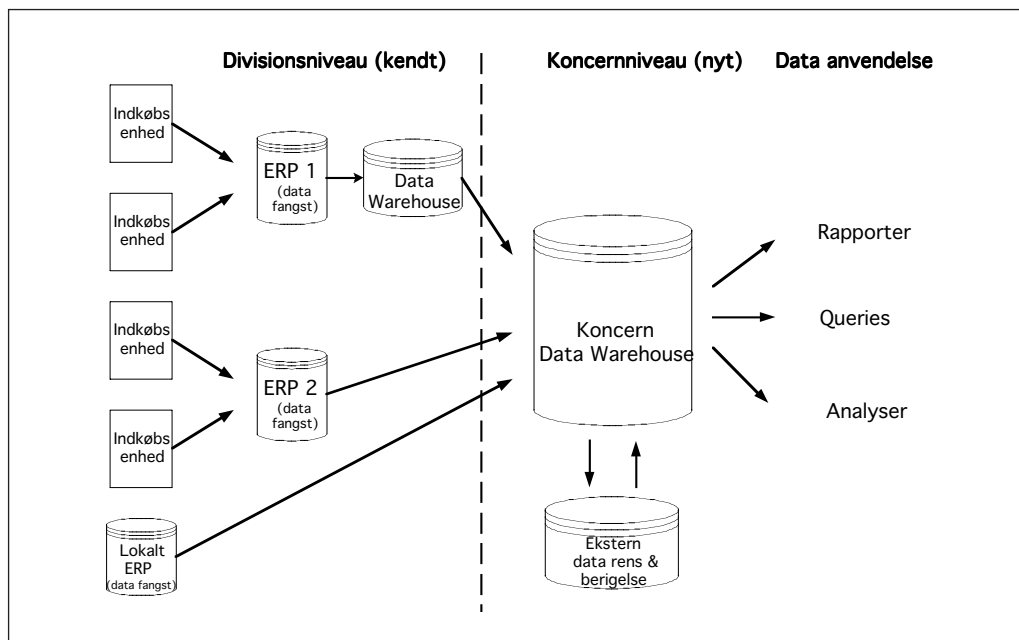 Divisionsniveau (kendt)
Koncernniveau (nyt)
Data anvendelse
Indkøbs
enhed
Indkøbs
enhed
ERP 1
(data
fangst)
Data
Warehouse
Indkøbs
enhed
Indkøbs
enhed
ERP 2
(data
fangst)
Lokalt
ERP
(data fangst)
Koncern
Data Warehouse
Ekstern
data rens &
berigelse
Rapporter
Queries
Analyser